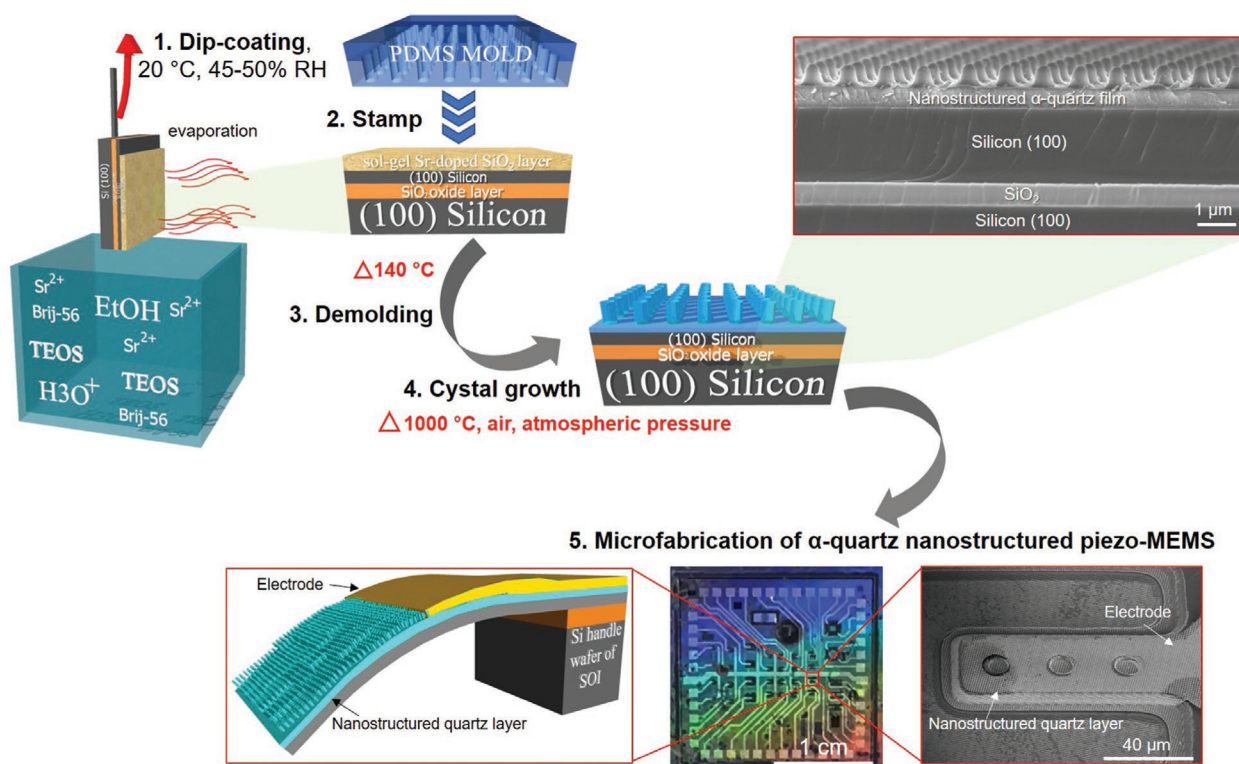 1. Dip-coating,
20 °C, 45-50% RH
evaporation
Si (100)
Sr²⁺
Brij-56
EtOH
Sr²⁺
TEOS
Sr²⁺
H3O⁺
TEOS
Brij-56
PDMS MOLD
2. Stamp
sol-gel Sr-doped SiO₂ layer
(100) Silicon
SiO₂ oxide layer
(100) Silicon
△140 °C
3. Demolding
4. Cystal growth
△ 1000 °C, air, atmospheric pressure
(100) Silicon
SiO₂ oxide layer
(100) Silicon
Nanostructured α-quartz film
Silicon (100)
SiO₂
Silicon (100)
1 µm
5. Microfabrication of α-quartz nanostructured piezo-MEMS
Electrode
Si handle
wafer of
SOI
Nanostructured quartz layer
1 cm
Electrode
Nanostructured quartz layer
40 µm